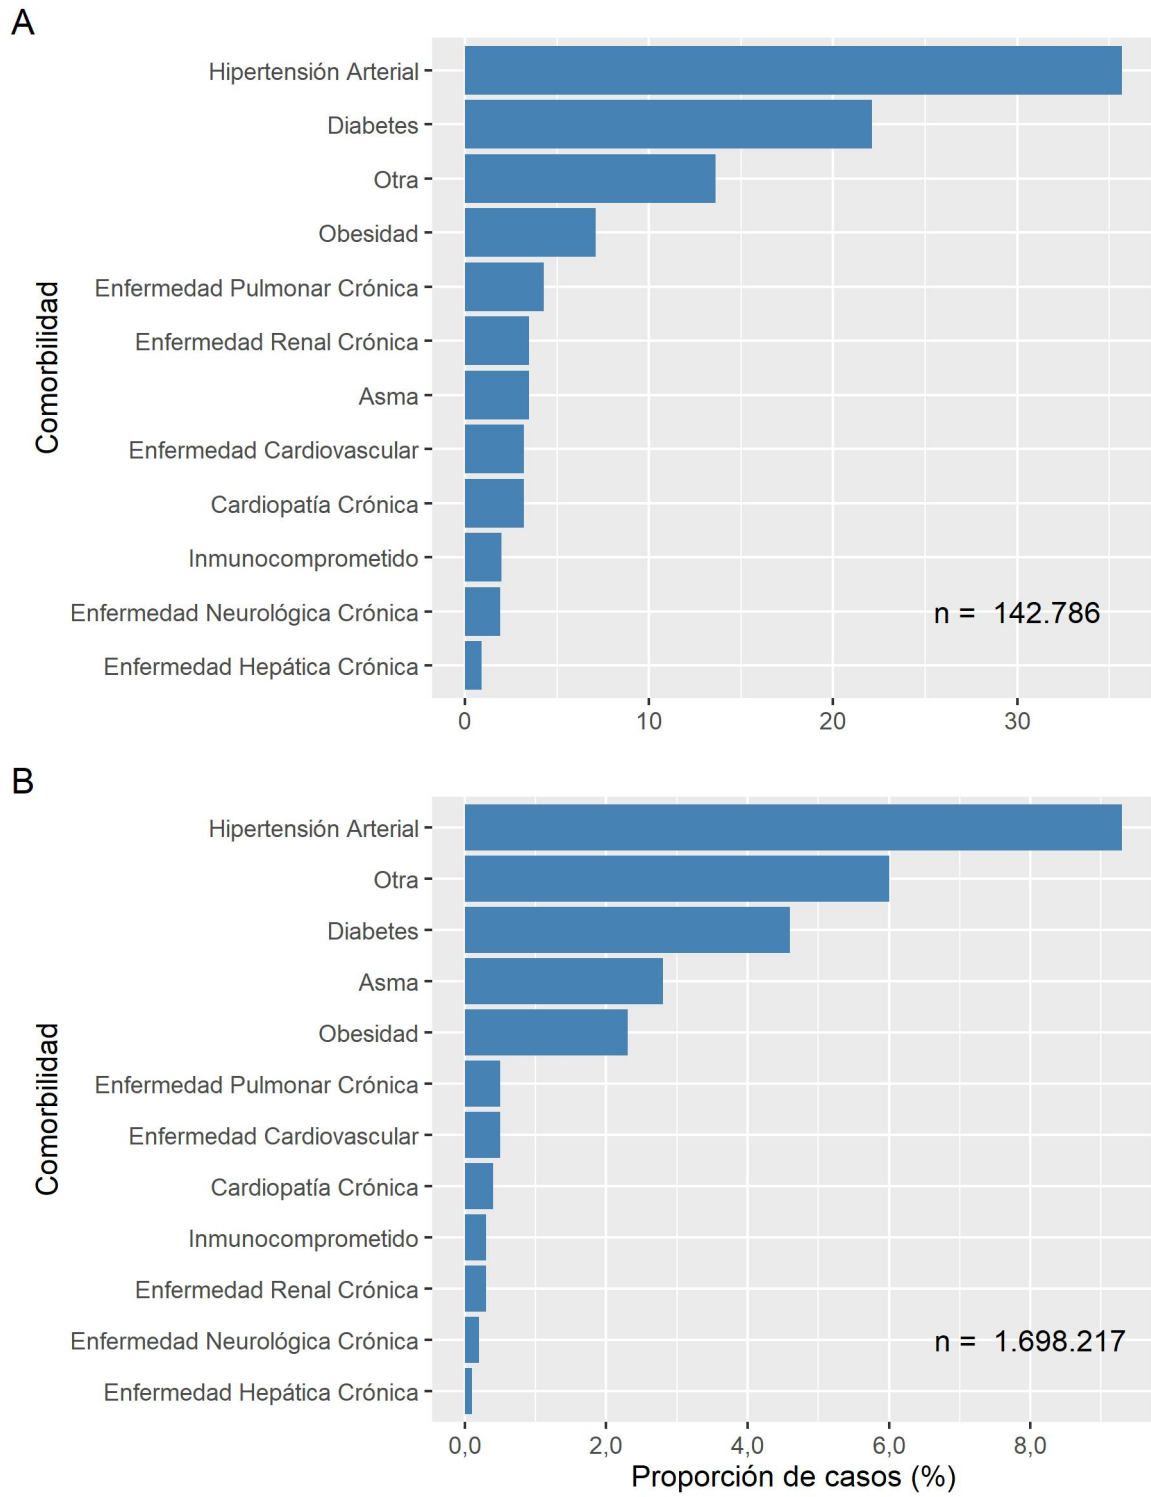 A
Hipertensión Arterial
Diabetes
Otra
Obesidad
Enfermedad Pulmonar Crónica
Enfermedad Renal Crónica
Asma
Enfermedad Cardiovascular
Cardiopatía Crónica
Inmunocomprometido
Enfermedad Neurológica Crónica
Enfermedad Hepática Crónica
Comorbilidad
n = 142.786
0 10 20 30
B
Hipertensión Arterial
Otra
Diabetes
Asma
Obesidad
Enfermedad Pulmonar Crónica
Enfermedad Cardiovascular
Cardiopatía Crónica
Inmunocomprometido
Enfermedad Renal Crónica
Enfermedad Neurológica Crónica
Enfermedad Hepática Crónica
Comorbilidad
n = 1.698.217
0,0 2,0 4,0 6,0 8,0
Proporción de casos (%)